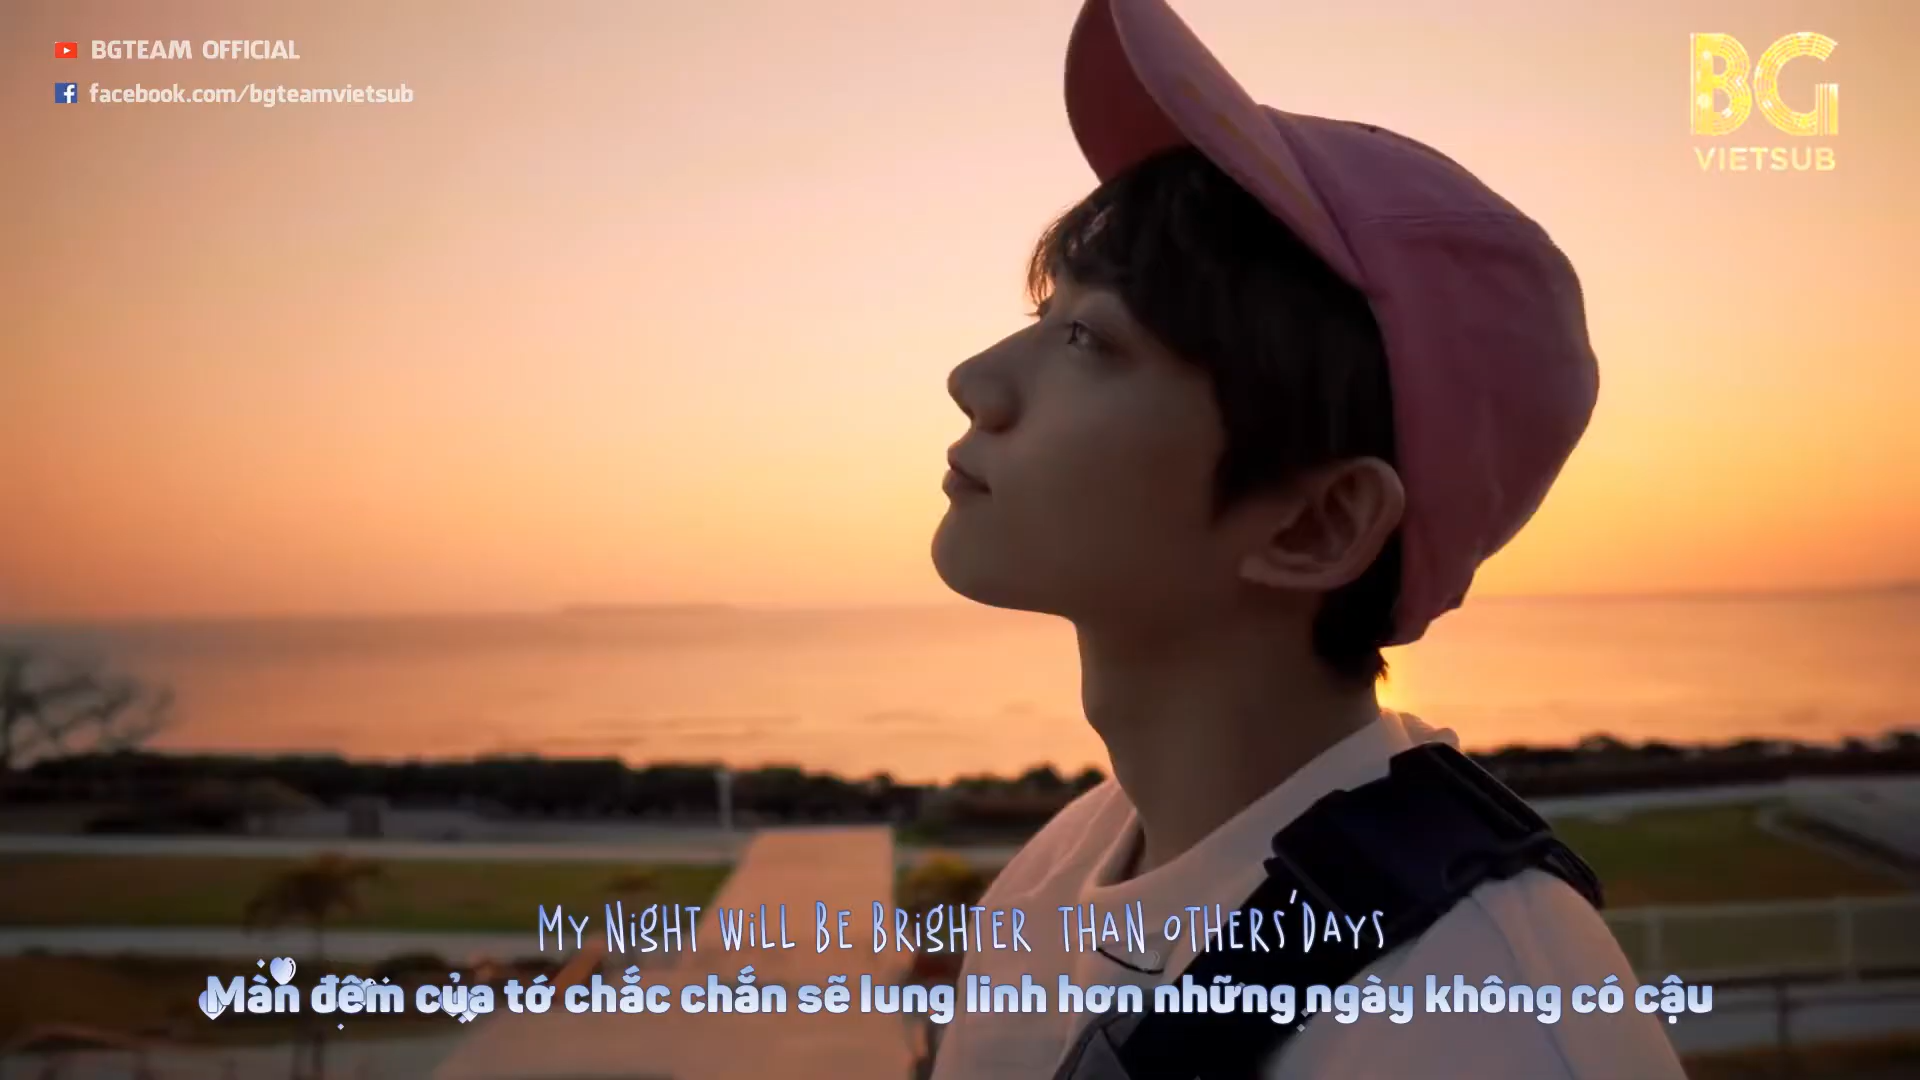 BGTEAM OFFICIAL
facebook.com/bgteamvietsub
BG
VIETSUB
MY NiGHT WiLL BE BRiGHTER THAN OTHERS'DAYS
Màn đêm của tớ chắc chắn sẽ lung linh hơn những ngày không có cậu